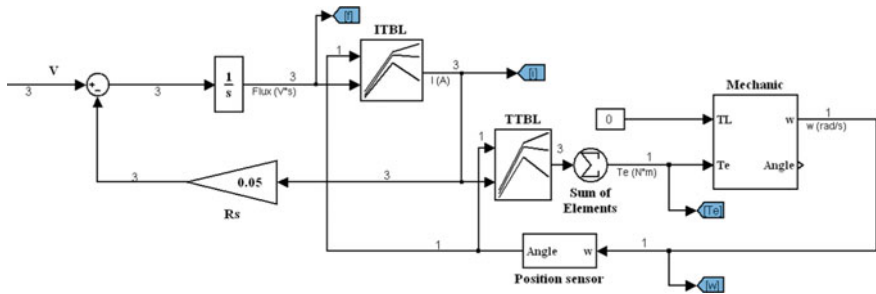 V
3
+
-
3
1
s
3
Flux (V*s)
[f]
1
ITBL
3
I (A)
[i]
1
TTBL
3
Sum of
Elements
1
Te (N*m)
[Te]
0
Mechanic
TL
w
Te
Angle
1
w (rad/s)
3
0.05
Rs
3
1
Angle
w
Position sensor
1
[w]